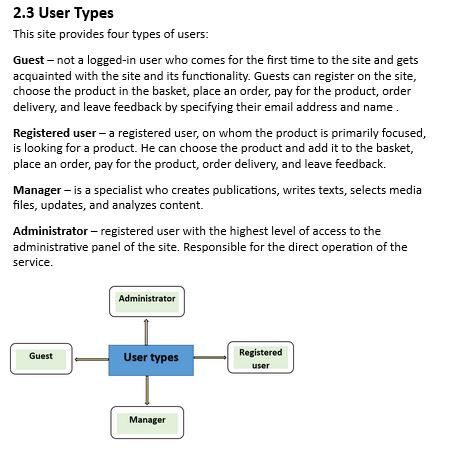 2.3 User Types
This site provides four types of users:
Guest – not a logged-in user who comes for the first time to the site and gets
acquainted with the site and its functionality. Guests can register on the site,
choose the product in the basket, place an order, pay for the product, order
delivery, and leave feedback by specifying their email address and name .
Registered user – a registered user, on whom the product is primarily focused,
is looking for a product. He can choose the product and add it to the basket,
place an order, pay for the product, order delivery, and leave feedback.
Manager – is a specialist who creates publications, writes texts, selects media
files, updates, and analyzes content.
Administrator – registered user with the highest level of access to the
administrative panel of the site. Responsible for the direct operation of the
service.
Administrator
Guest
User types
Registered
user
Manager